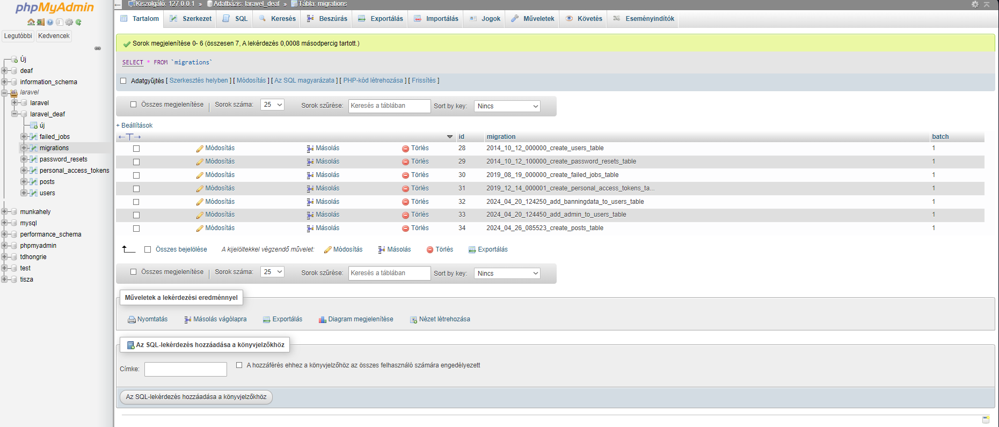 phpMyAdmin
Legutóbbi Kedvencek
Új
deaf
information_schema
laravel
laravel
laravel_deaf
új
failed_jobs
migrations
password_resets
personal_access_tokens
posts
users
munkahely
mysql
performance_schema
phpmyadmin
tdhongrie
test
tisza
Kiszolgáló: 127.0.0.1 » Adatbázis: laravel_deaf » Tábla: migrations
Tartalom Szerkezet SQL Keresés Beszúrás Exportálás Importálás Jogok Műveletek Követés Eseményindítók
Sorok megjelenítése 0- 6 (összesen 7, A lekérdezés 0,0008 másodpercig tartott.)
SELECT * FROM `migrations`
Adatgyűjtés [ Szerkesztés helyben ] [ Módosítás ] [ Az SQL magyarázata ] [ PHP-kód létrehozása ] [ Frissítés ]
Összes megjelenítése | Sorok száma: 25 Sorok szűrése: Keresés a táblában Sort by key: Nincs
+ Beállítások
←T→ id migration batch
Módosítás Másolás Törlés 28 2014_10_12_000000_create_users_table 1
Módosítás Másolás Törlés 29 2014_10_12_100000_create_password_resets_table 1
Módosítás Másolás Törlés 30 2019_08_19_000000_create_failed_jobs_table 1
Módosítás Másolás Törlés 31 2019_12_14_000001_create_personal_access_tokens_ta... 1
Módosítás Másolás Törlés 32 2024_04_20_124250_add_banningdata_to_users_table 1
Módosítás Másolás Törlés 33 2024_04_20_124450_add_admin_to_users_table 1
Módosítás Másolás Törlés 34 2024_04_26_085523_create_posts_table 1
Összes bejelölése A kijelöltekkel végzendő művelet: Módosítás Másolás Törlés Exportálás
Összes megjelenítése | Sorok száma: 25 Sorok szűrése: Keresés a táblában Sort by key: Nincs
Műveletek a lekérdezési eredménnyel
Nyomtatás Másolás vágólapra Exportálás Diagram megjelenítése Nézet létrehozása
Az SQL-lekérdezés hozzáadása a könyvjelzőkhöz
Címke: A hozzáférés ehhez a könyvjelzőhöz az összes felhasználó számára engedélyezett
Az SQL-lekérdezés hozzáadása a könyvjelzőkhöz